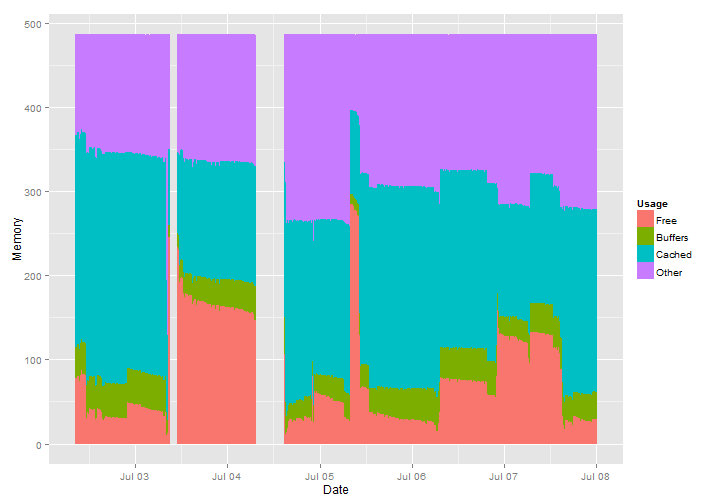 500
400
300
200
100
0
Memory
Jul 03
Jul 04
Jul 05
Jul 06
Jul 07
Jul 08
Date
Usage
Free
Buffers
Cached
Other